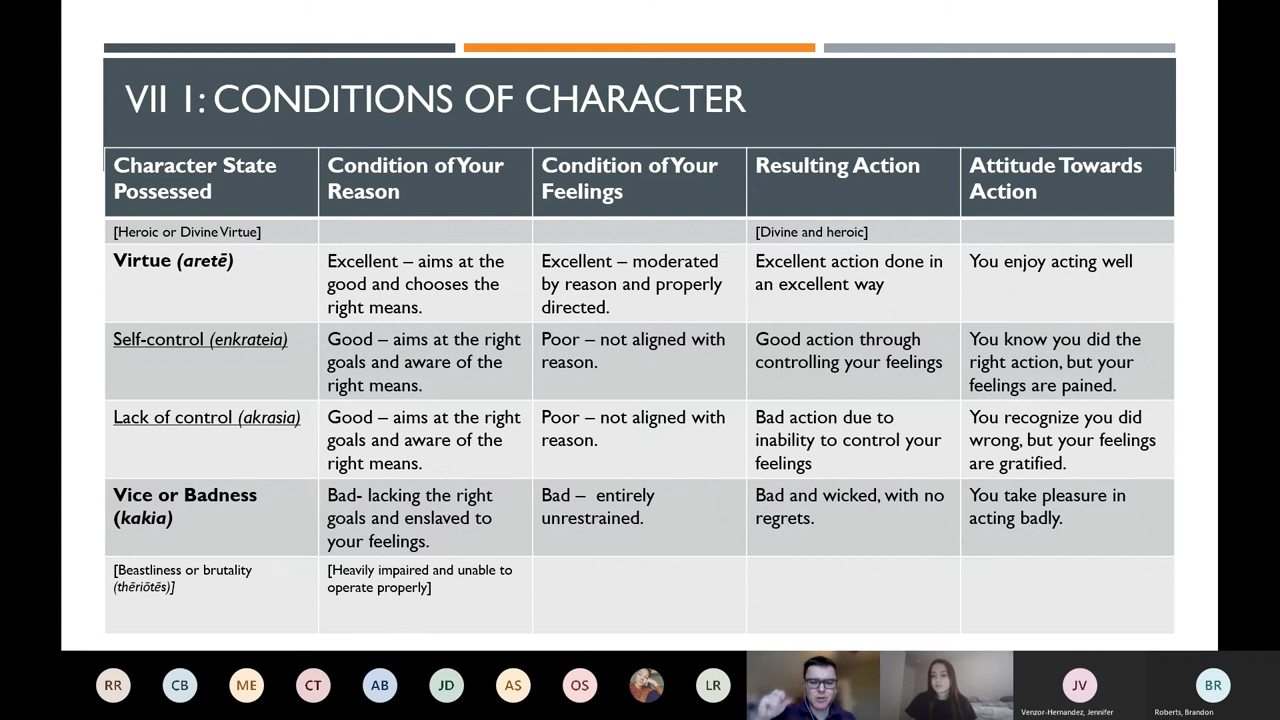 VII 1: CONDITIONS OF CHARACTER
Character State
Possessed
Condition of Your
Reason
Condition of Your
Feelings
Resulting Action
Attitude Towards
Action
[Heroic or Divine Virtue]
[Divine and heroic]
Virtue (aretē)
Excellent – aims at the
good and chooses the
right means.
Excellent – moderated
by reason and properly
directed.
Excellent action done in
an excellent way
You enjoy acting well
Self-control (enkrateia)
Good – aims at the right
goals and aware of the
right means.
Poor – not aligned with
reason.
Good action through
controlling your feelings
You know you did the
right action, but your
feelings are pained.
Lack of control (akrasia)
Good – aims at the right
goals and aware of the
right means.
Poor – not aligned with
reason.
Bad action due to
inability to control your
feelings
You recognize you did
wrong, but your feelings
are gratified.
Vice or Badness
(kakia)
Bad- lacking the right
goals and enslaved to
your feelings.
Bad – entirely
unrestrained.
Bad and wicked, with no
regrets.
You take pleasure in
acting badly.
[Beastliness or brutality
(thēriōtēs)]
[Heavily impaired and unable to
operate properly]
RR
CB
ME
CT
AB
JD
AS
OS
LR
JV
BR
Venzor-Hernandez, Jennifer
Roberts, Brandon